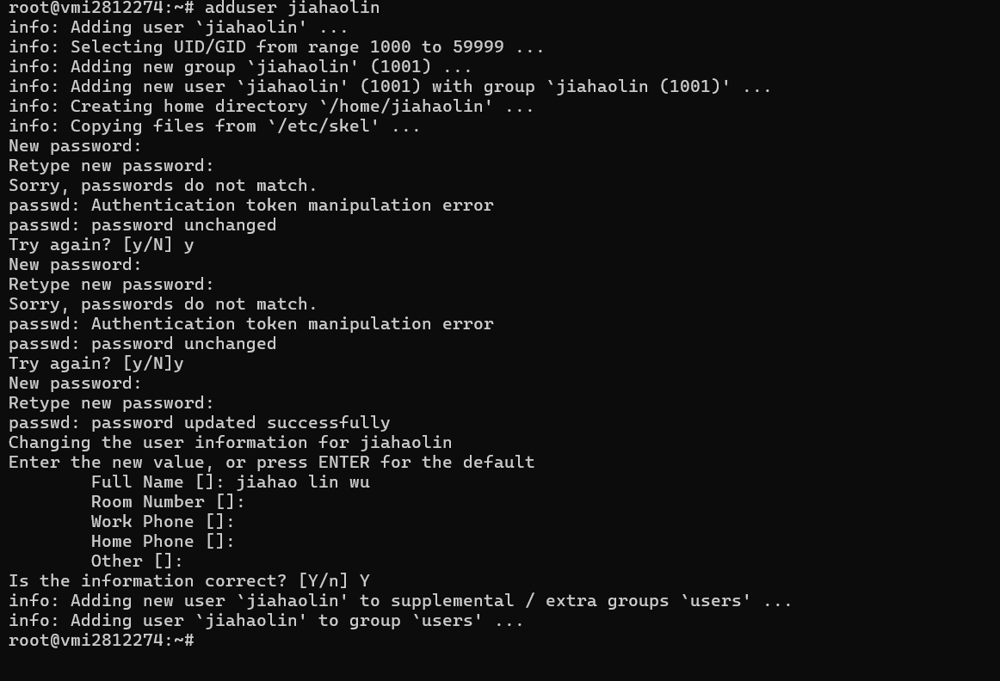 root@vmi2812274:~# adduser jiahaolin
info: Adding user `jiahaolin' ...
info: Selecting UID/GID from range 1000 to 59999 ...
info: Adding new group `jiahaolin' (1001) ...
info: Adding new user `jiahaolin' (1001) with group `jiahaolin (1001)' ...
info: Creating home directory `/home/jiahaolin' ...
info: Copying files from `/etc/skel' ...
New password:
Retype new password:
Sorry, passwords do not match.
passwd: Authentication token manipulation error
passwd: password unchanged
Try again? [y/N] y
New password:
Retype new password:
Sorry, passwords do not match.
passwd: Authentication token manipulation error
passwd: password unchanged
Try again? [y/N]y
New password:
Retype new password:
passwd: password updated successfully
Changing the user information for jiahaolin
Enter the new value, or press ENTER for the default
        Full Name []: jiahao lin wu
        Room Number []:
        Work Phone []:
        Home Phone []:
        Other []:
Is the information correct? [Y/n] Y
info: Adding new user `jiahaolin' to supplemental / extra groups `users' ...
info: Adding user `jiahaolin' to group `users' ...
root@vmi2812274:~#